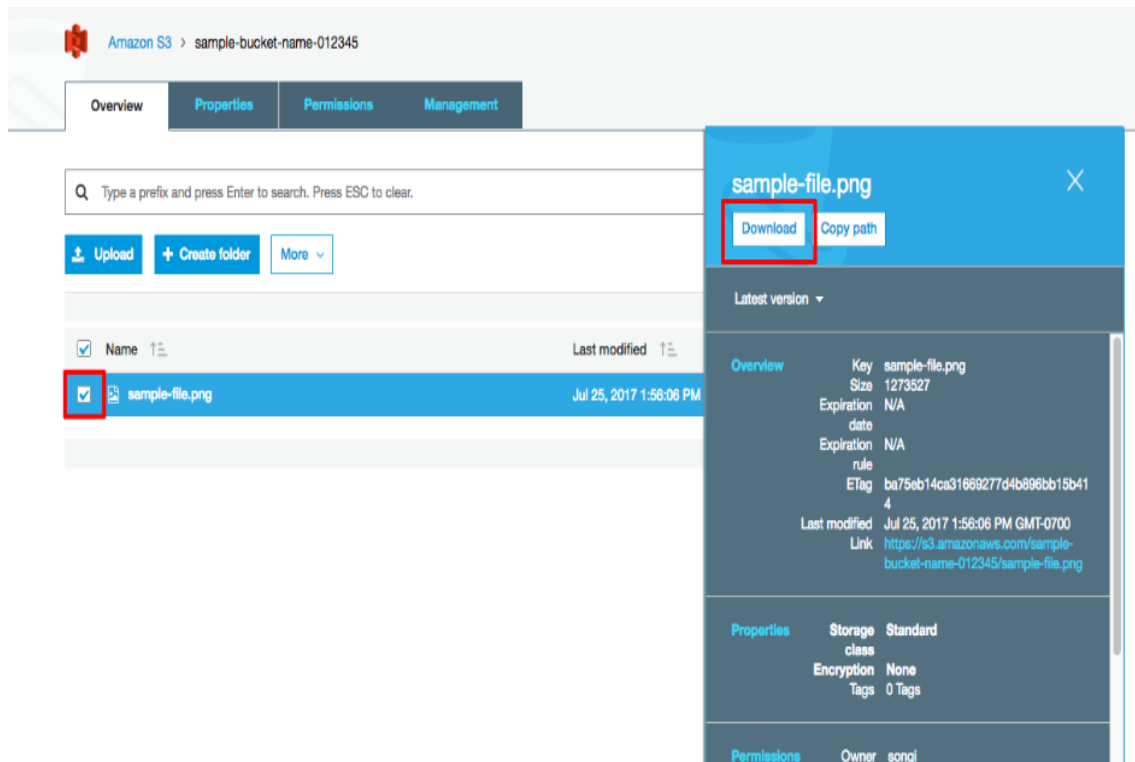 Amazon S3 > sample-bucket-name-012345
Overview Properties Permissions Management
Type a prefix and press Enter to search. Press ESC to clear.
Upload + Create folder More
Name Last modified
sample-file.png Jul 25, 2017 1:56:06 PM
sample-file.png
Download Copy path
Latest version
Overview Key sample-file.png
Size 1273527
Expiration N/A
date
Expiration N/A
rule
ETag ba75eb14ca31669277d4b896bb15b41
4
Last modified Jul 25, 2017 1:56:06 PM GMT-0700
Link https://s3.amazonaws.com/sample-
bucket-name-012345/sample-file.png
Properties Storage Standard
class
Encryption None
Tags 0 Tags
Permissions Owner songj